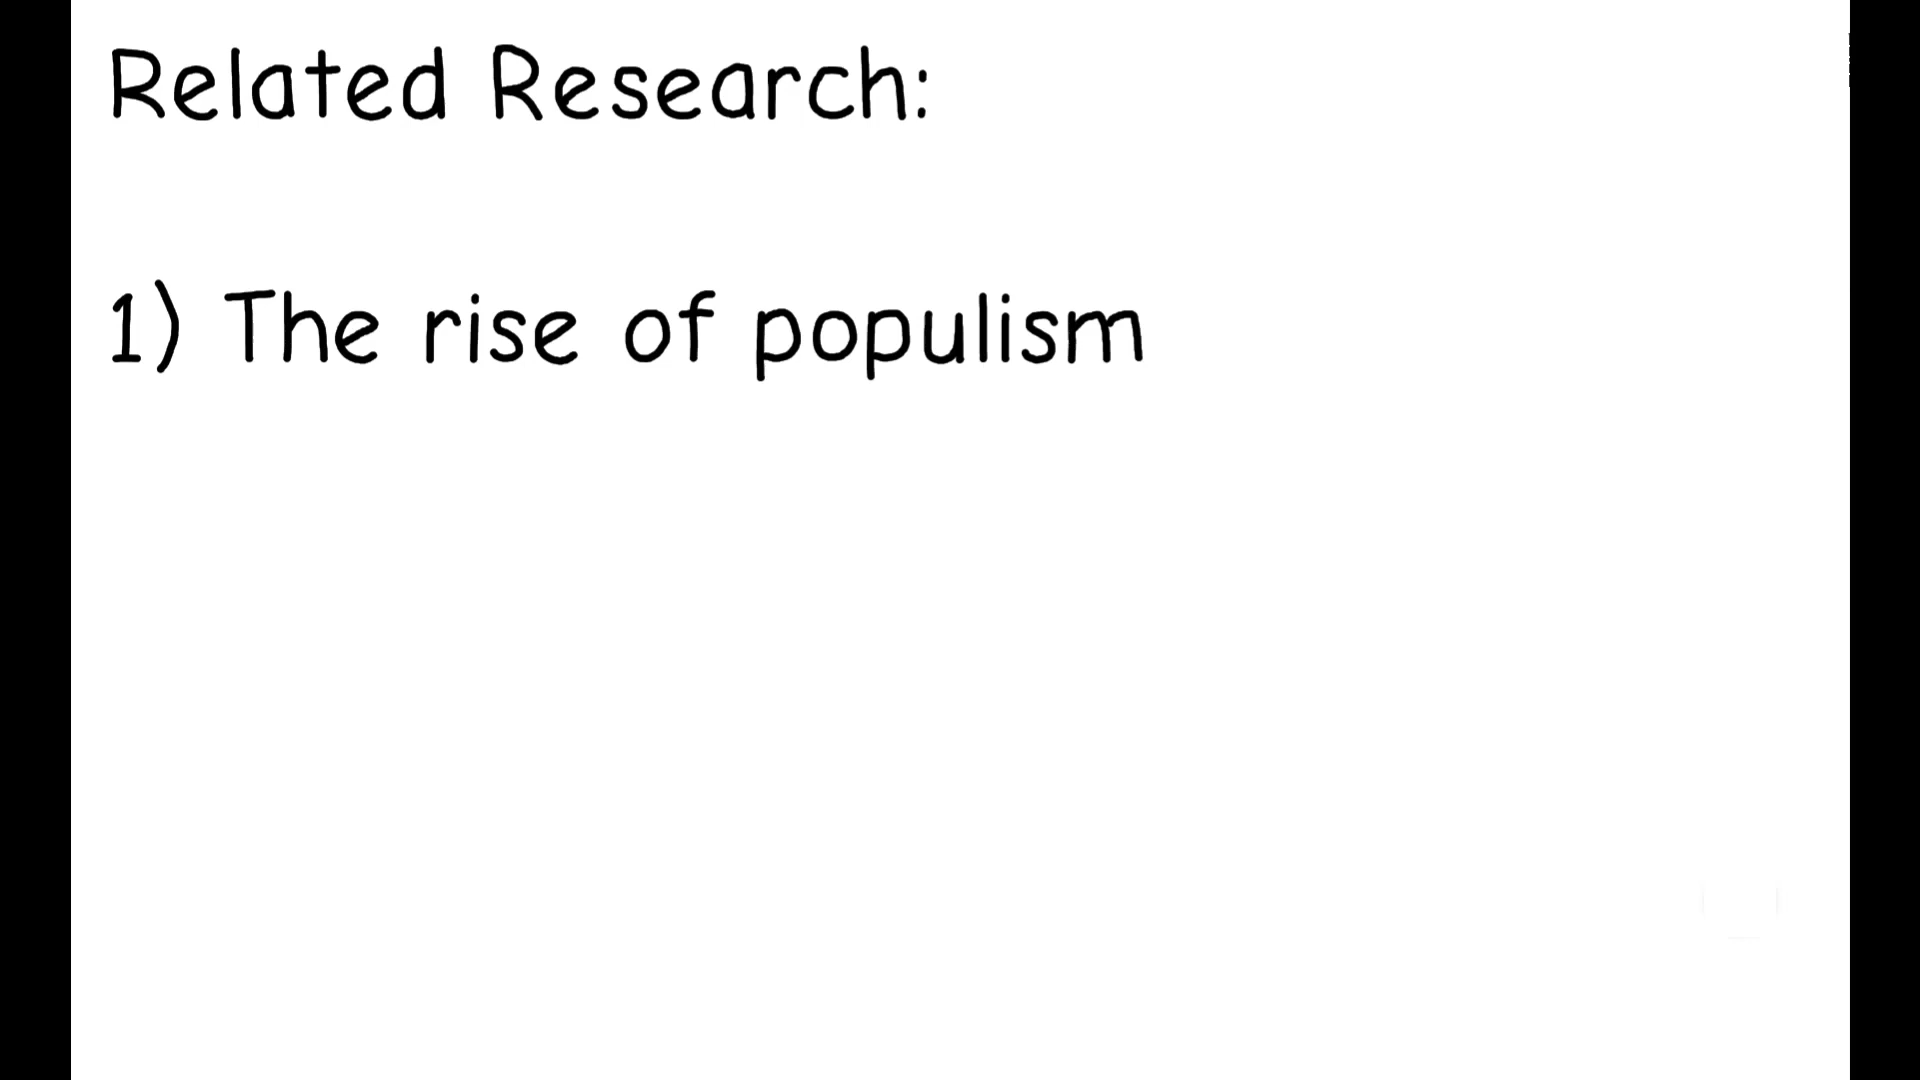 Related Research:
1) The rise of populism